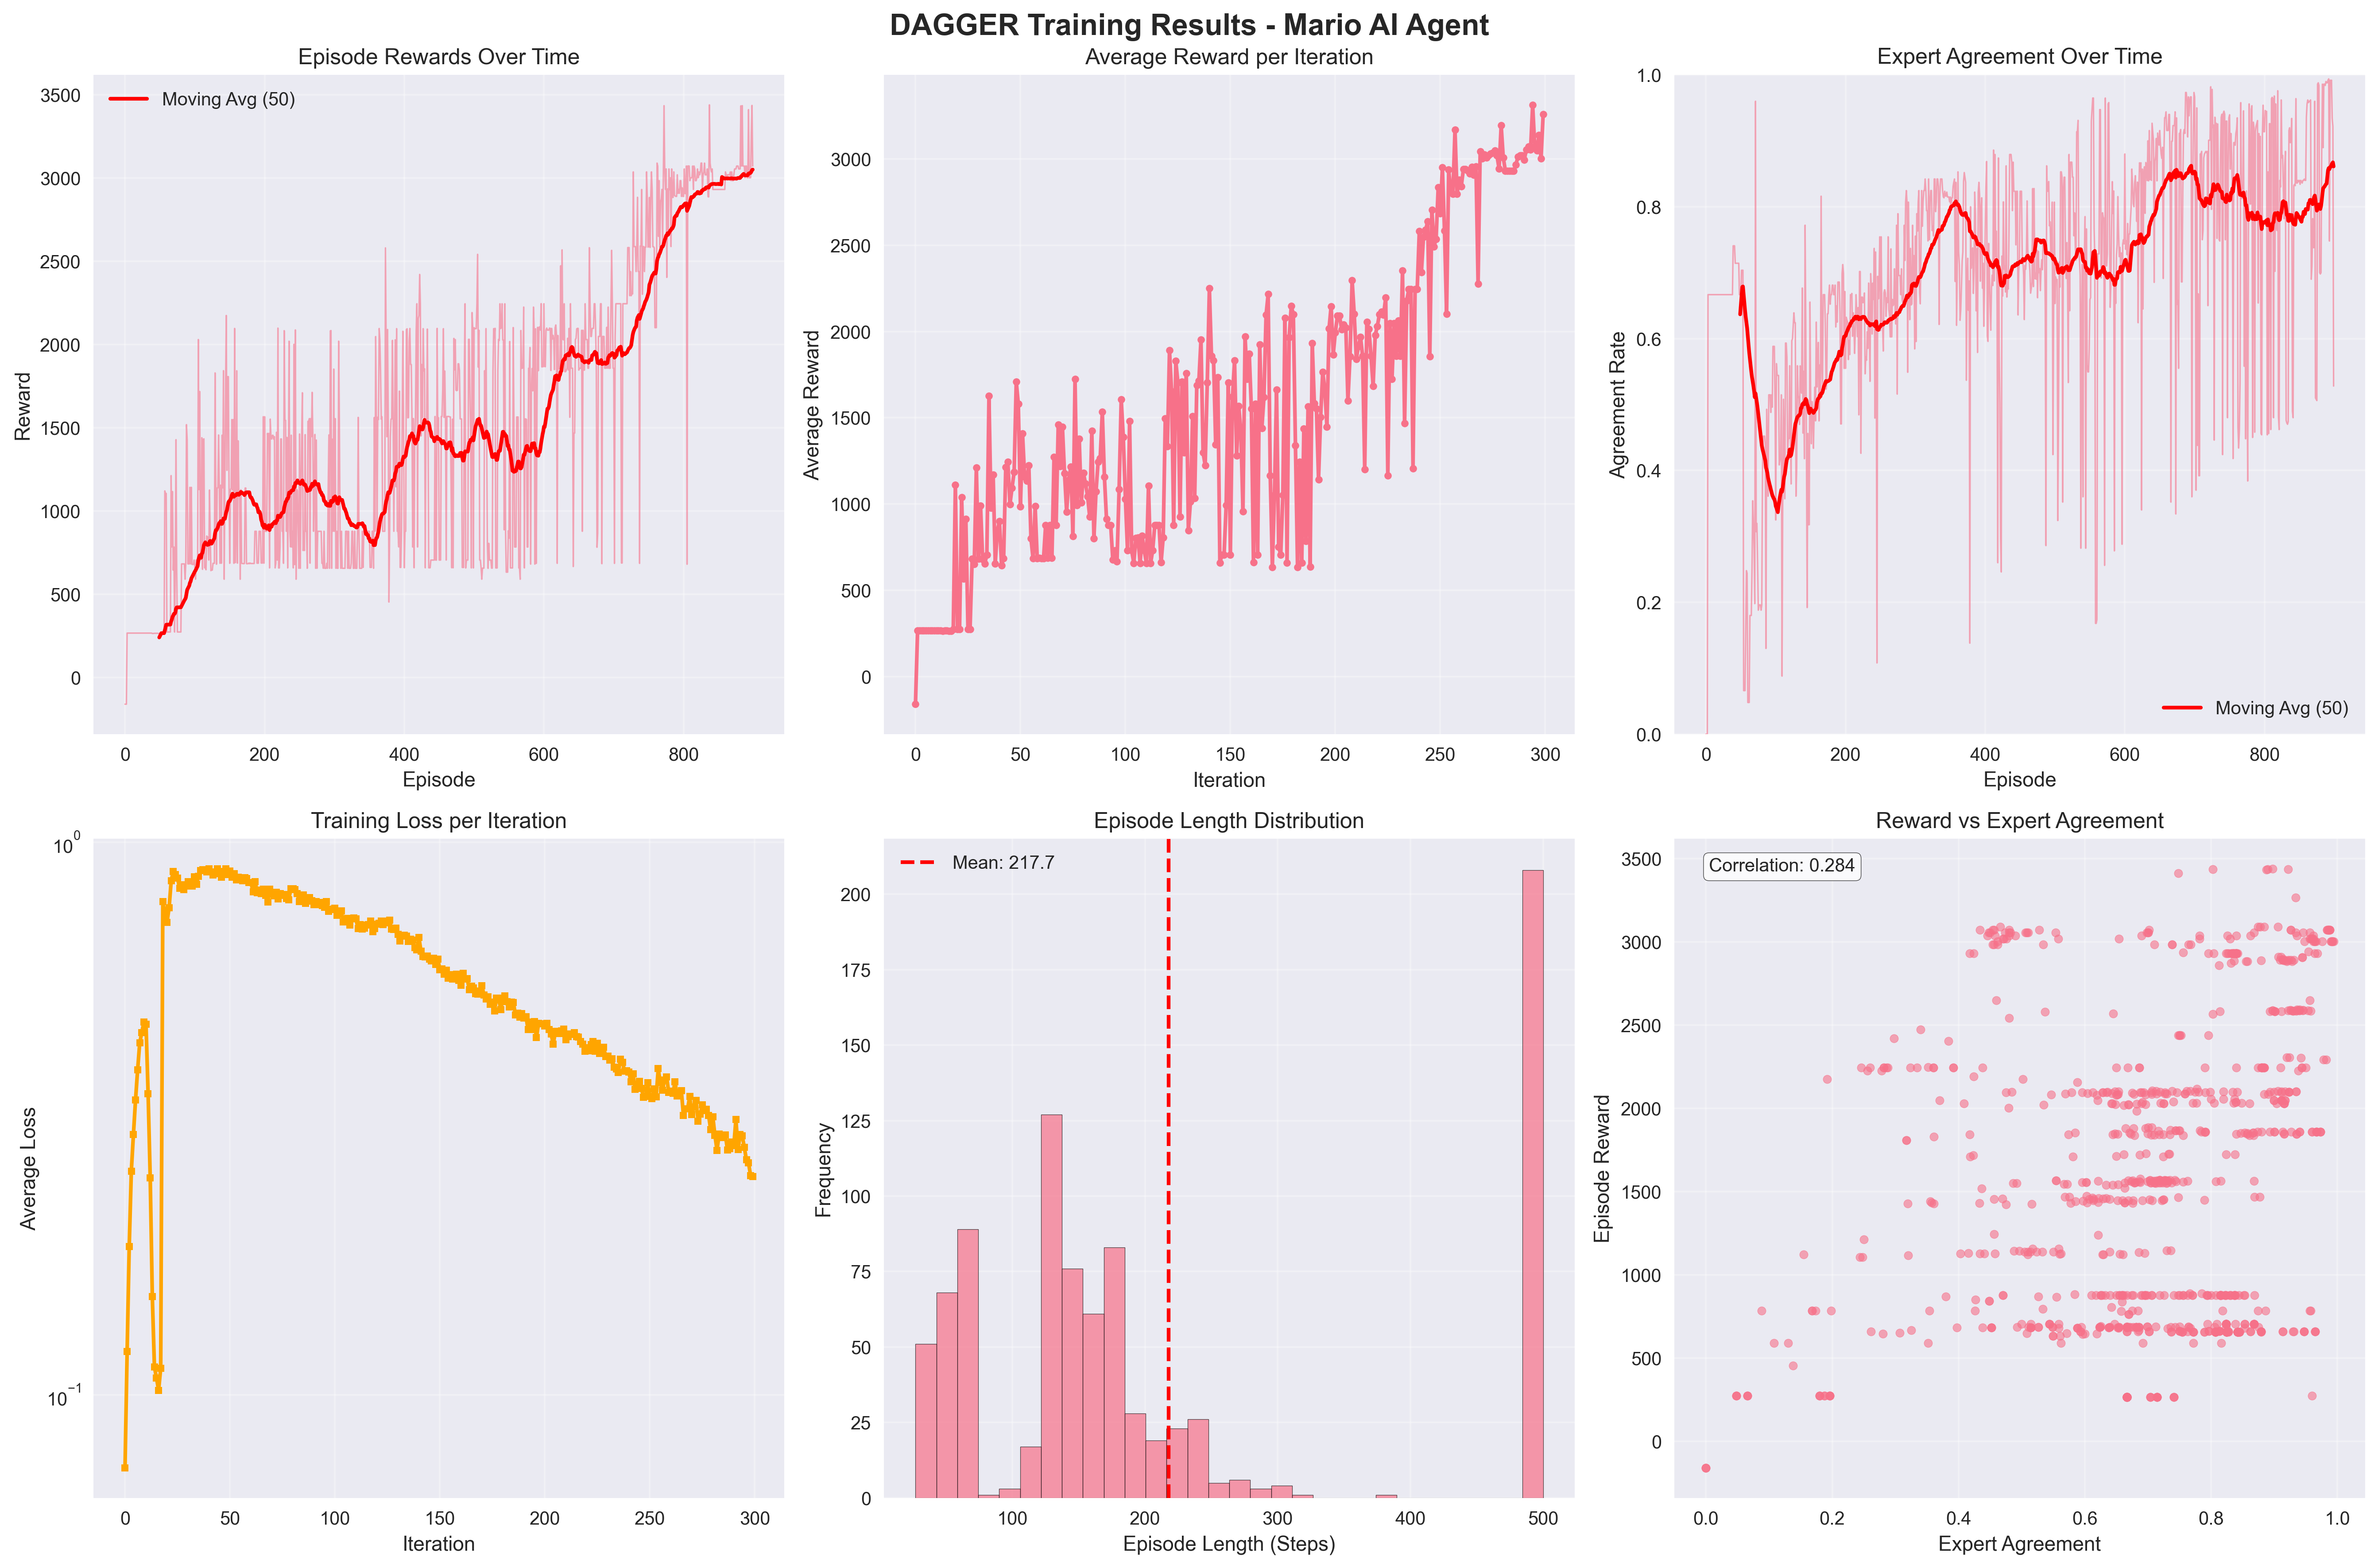 DAGGER Training Results - Mario AI Agent
Episode Rewards Over Time
Moving Avg (50)
3500
3000
2500
2000
1500
1000
500
0
Reward
0 200 400 600 800
Episode
Average Reward per Iteration
3000
2500
2000
1500
1000
500
0
Average Reward
0 50 100 150 200 250 300
Iteration
Expert Agreement Over Time
1.0
0.8
0.6
0.4
0.2
0.0
Agreement Rate
Moving Avg (50)
0 200 400 600 800
Episode
Training Loss per Iteration
10⁰
10⁻¹
Average Loss
0 50 100 150 200 250 300
Iteration
Episode Length Distribution
Mean: 217.7
200
175
150
125
100
75
50
25
0
Frequency
100 200 300 400 500
Episode Length (Steps)
Reward vs Expert Agreement
Correlation: 0.284
3500
3000
2500
2000
1500
1000
500
0
Episode Reward
0.0 0.2 0.4 0.6 0.8 1.0
Expert Agreement